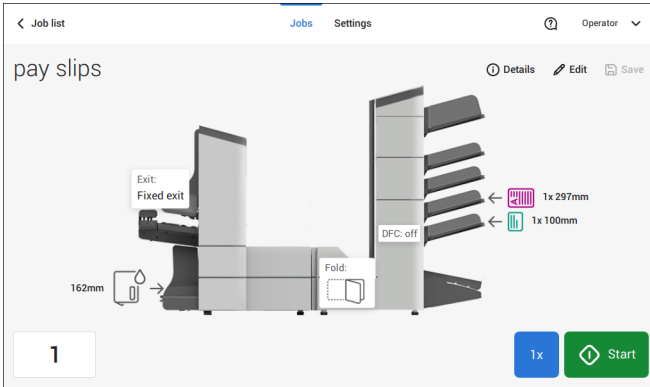 Job list
Jobs
Settings
Operator
pay slips
Details
Edit
Save
Exit:
Fixed exit
1x 297mm
1x 100mm
DFC: off
Fold:
162mm
1
1x
Start